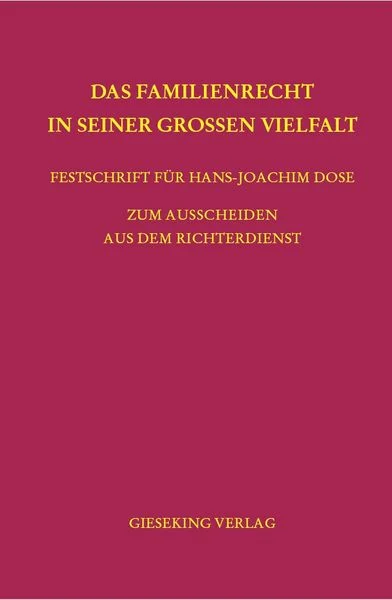 DAS FAMILIENRECHT
IN SEINER GROSSEN VIELFALT
FESTSCHRIFT FÜR HANS-JOACHIM DOSE
ZUM AUSSCHEIDEN
AUS DEM RICHTERDIENST
GIESEKING VERLAG